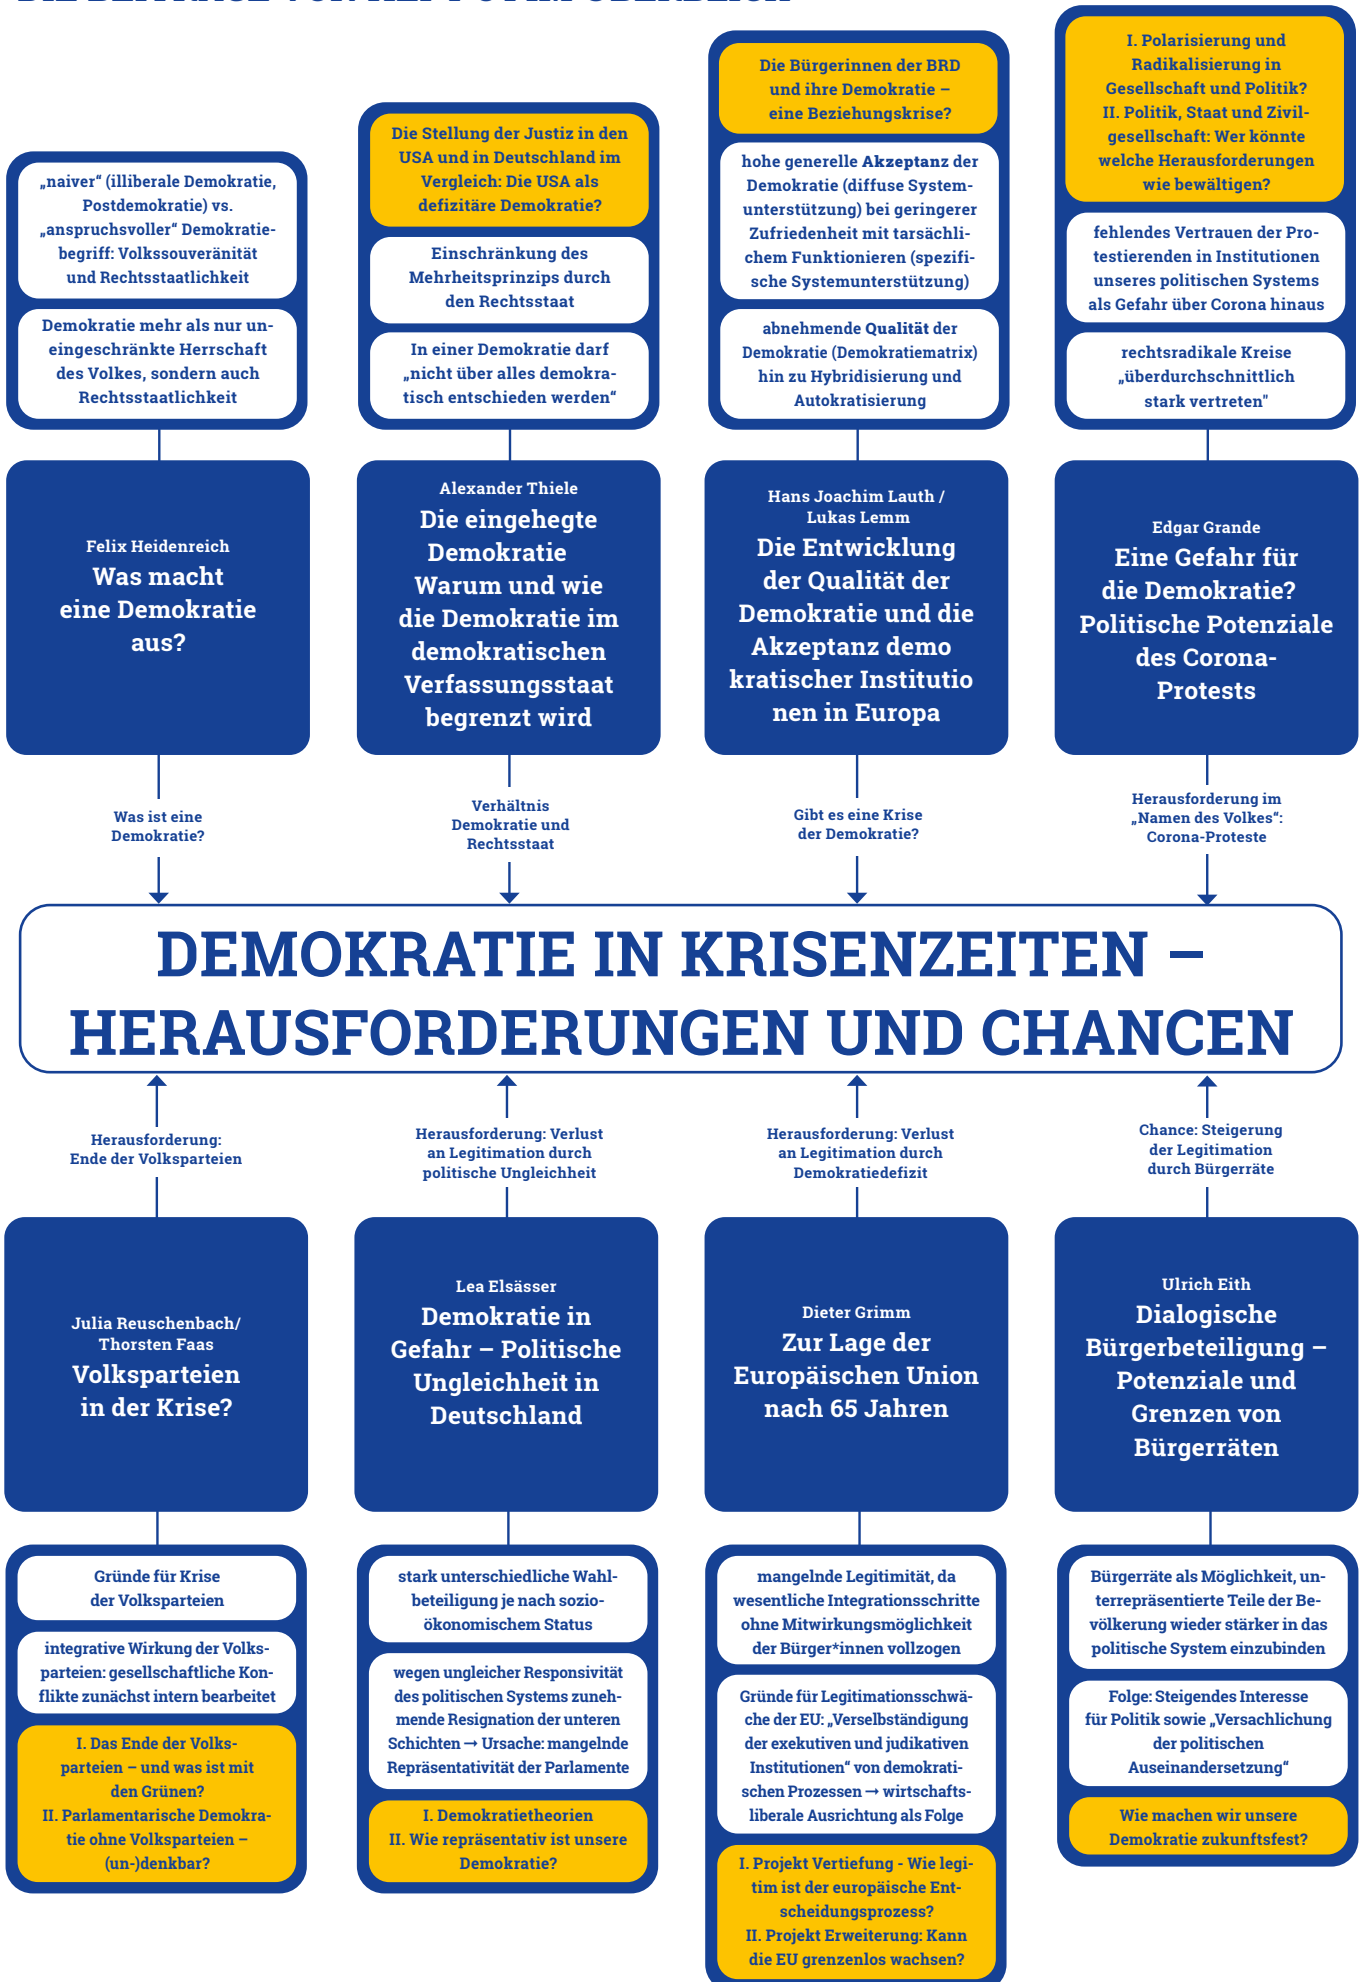 „naiver“ (illiberale Demokratie,
Postdemokratie) vs.
„anspruchsvoller“ Demokratie-
begriff: Volkssouveränität
und Rechtsstaatlichkeit
Demokratie mehr als nur un-
eingeschränkte Herrschaft
des Volkes, sondern auch
Rechtsstaatlichkeit
Felix Heidenreich
Was macht
eine Demokratie
aus?
Was ist eine
Demokratie?
Die Stellung der Justiz in den
USA und in Deutschland im
Vergleich: Die USA als
defizitäre Demokratie?
Einschränkung des
Mehrheitsprinzips durch
den Rechtsstaat
In einer Demokratie darf
„nicht über alles demokra-
tisch entschieden werden“
Alexander Thiele
Die eingehegte
Demokratie
Warum und wie
die Demokratie im
demokratischen
Verfassungsstaat
begrenzt wird
Verhältnis
Demokratie und
Rechtsstaat
Die Bürgerinnen der BRD
und ihre Demokratie –
eine Beziehungskrise?
hohe generelle Akzeptanz der
Demokratie (diffuse System-
unterstützung) bei geringerer
Zufriedenheit mit tarsächli-
chem Funktionieren (spezifi-
sche Systemunterstützung)
abnehmende Qualität der
Demokratie (Demokratiematrix)
hin zu Hybridisierung und
Autokratisierung
Hans Joachim Lauth /
Lukas Lemm
Die Entwicklung
der Qualität der
Demokratie und die
Akzeptanz demo
kratischer Institutio
nen in Europa
Gibt es eine Krise
der Demokratie?
I. Polarisierung und
Radikalisierung in
Gesellschaft und Politik?
II. Politik, Staat und Zivil-
gesellschaft: Wer könnte
welche Herausforderungen
wie bewältigen?
fehlendes Vertrauen der Pro-
testierenden in Institutionen
unseres politischen Systems
als Gefahr über Corona hinaus
rechtsradikale Kreise
„überdurchschnittlich
stark vertreten"
Edgar Grande
Eine Gefahr für
die Demokratie?
Politische Potenziale
des Corona-
Protests
Herausforderung im
„Namen des Volkes“:
Corona-Proteste
DEMOKRATIE IN KRISENZEITEN –
HERAUSFORDERUNGEN UND CHANCEN
Herausforderung:
Ende der Volksparteien
Julia Reuschenbach/
Thorsten Faas
Volksparteien
in der Krise?
Gründe für Krise
der Volksparteien
integrative Wirkung der Volks-
parteien: gesellschaftliche Kon-
flikte zunächst intern bearbeitet
I. Das Ende der Volks-
parteien – und was ist mit
den Grünen?
II. Parlamentarische Demokra-
tie ohne Volksparteien –
(un-)denkbar?
Herausforderung: Verlust
an Legitimation durch
politische Ungleichheit
Lea Elsässer
Demokratie in
Gefahr – Politische
Ungleichheit in
Deutschland
stark unterschiedliche Wahl-
beteiligung je nach sozio-
ökonomischem Status
wegen ungleicher Responsivität
des politischen Systems zuneh-
mende Resignation der unteren
Schichten → Ursache: mangelnde
Repräsentativität der Parlamente
I. Demokratietheorien
II. Wie repräsentativ ist unsere
Demokratie?
Herausforderung: Verlust
an Legitimation durch
Demokratiedefizit
Dieter Grimm
Zur Lage der
Europäischen Union
nach 65 Jahren
mangelnde Legitimität, da
wesentliche Integrationsschritte
ohne Mitwirkungsmöglichkeit
der Bürger*innen vollzogen
Gründe für Legitimationsschwä-
che der EU: „Verselbständigung
der exekutiven und judikativen
Institutionen“ von demokrati-
schen Prozessen → wirtschafts-
liberale Ausrichtung als Folge
I. Projekt Vertiefung - Wie legi-
tim ist der europäische Ent-
scheidungsprozess?
II. Projekt Erweiterung: Kann
die EU grenzenlos wachsen?
Chance: Steigerung
der Legitimation
durch Bürgerräte
Ulrich Eith
Dialogische
Bürgerbeteiligung –
Potenziale und
Grenzen von
Bürgerräten
Bürgerräte als Möglichkeit, un-
terrepräsentierte Teile der Be-
völkerung wieder stärker in das
politische System einzubinden
Folge: Steigendes Interesse
für Politik sowie „Versachlichung
der politischen
Auseinandersetzung“
Wie machen wir unsere
Demokratie zukunftsfest?